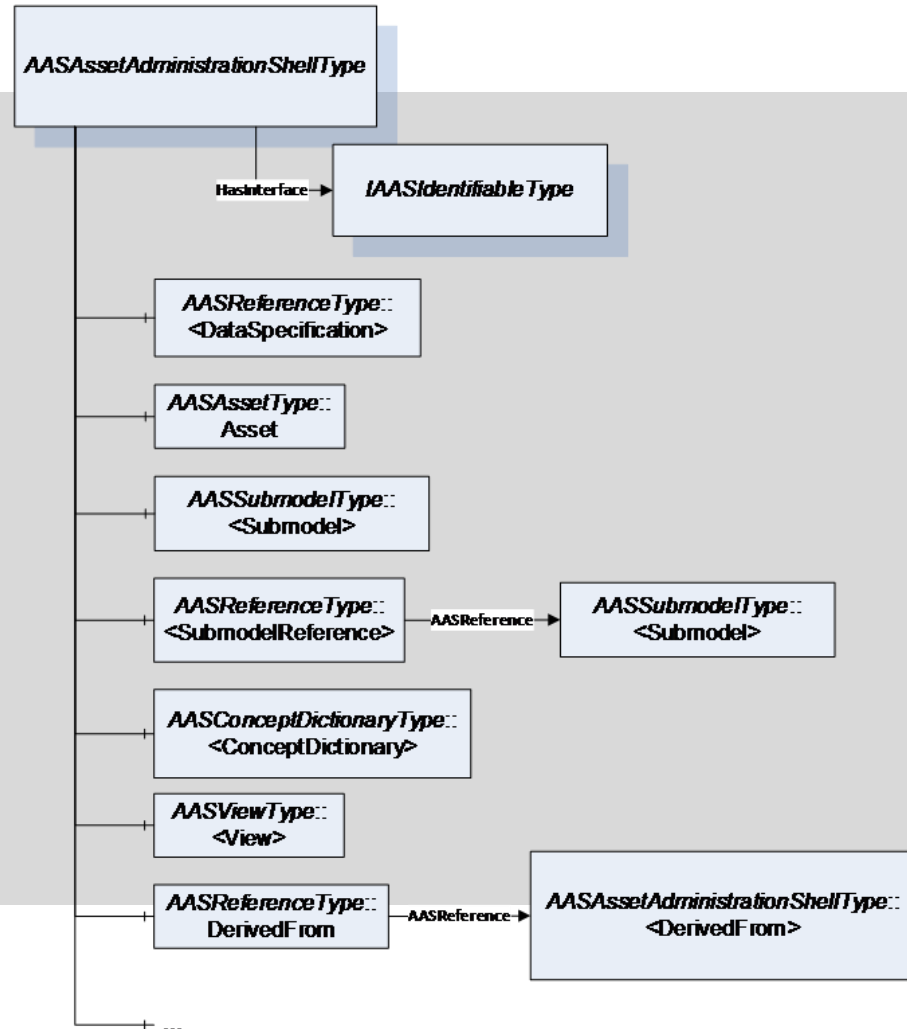 AASAssetAdministrationShellType
HasInterface
IAASIdentifiableType
AASReferenceType::
<DataSpecification>
AASAssetType::
Asset
AASSubmodelType::
<Submodel>
AASReferenceType::
<SubmodelReference>
AASReference
AASSubmodelType::
<Submodel>
AASConceptDictionaryType::
<ConceptDictionary>
AASViewType::
<View>
AASReferenceType::
DerivedFrom
AASReference
AASAssetAdministrationShellType::
<DerivedFrom>
...